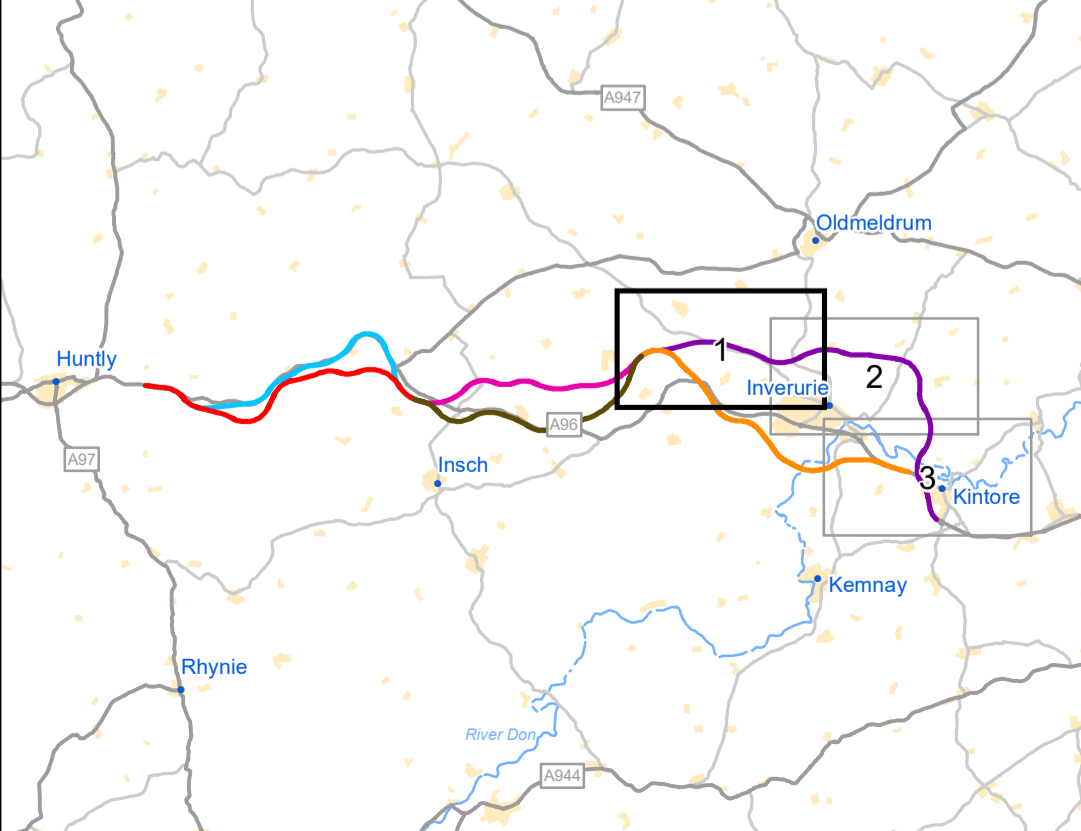 A947
Oldmeldrum
1
Huntly
2
Inverurie
A96
A97
Insch
3
Kintore
Kemnay
Rhynie
River Don
A944